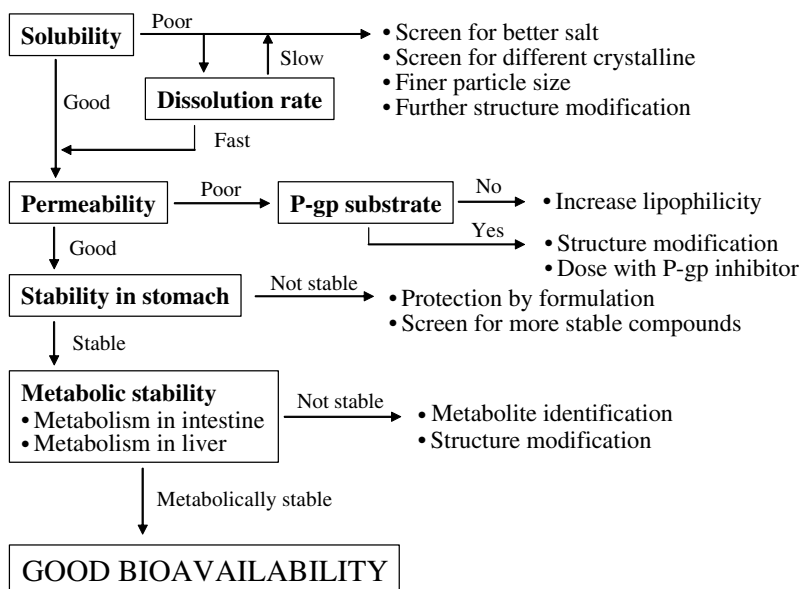 Solubility
Poor
• Screen for better salt
• Screen for different crystalline
• Finer particle size
• Further structure modification
Slow
Good
Dissolution rate
Fast
Permeability
Poor
P-gp substrate
No
• Increase lipophilicity
Yes
• Structure modification
• Dose with P-gp inhibitor
Good
Stability in stomach
Not stable
• Protection by formulation
• Screen for more stable compounds
Stable
Metabolic stability
• Metabolism in intestine
• Metabolism in liver
Not stable
• Metabolite identification
• Structure modification
Metabolically stable
GOOD BIOAVAILABILITY